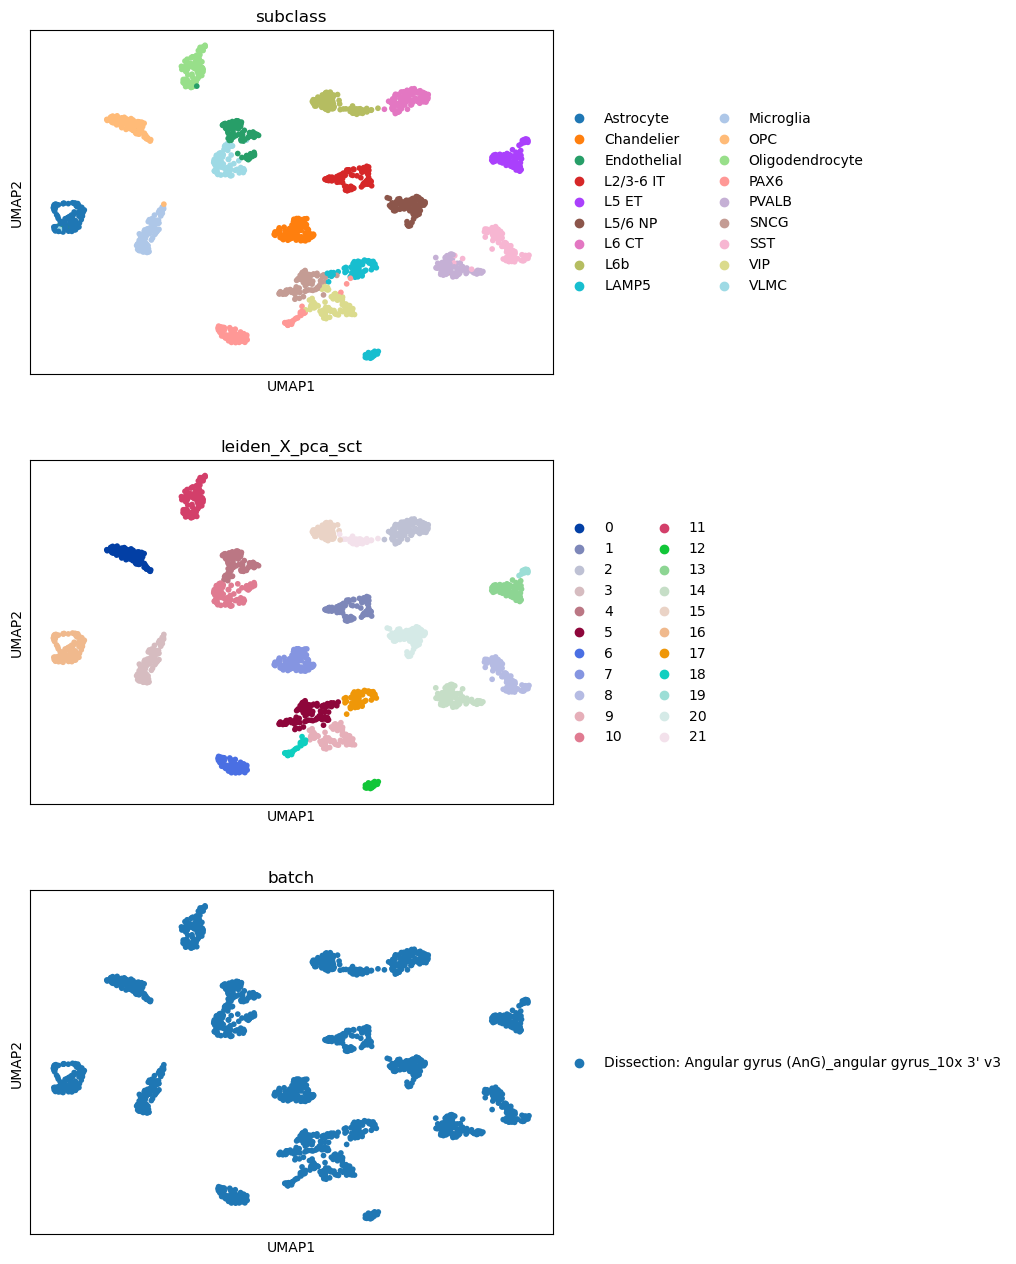 subclass
UMAP2
UMAP1
Astrocyte
Chandelier
Endothelial
L2/3-6 IT
L5 ET
L5/6 NP
L6 CT
L6b
LAMP5
Microglia
OPC
Oligodendrocyte
PAX6
PVALB
SNCG
SST
VIP
VLMC
leiden_X_pca_sct
UMAP2
UMAP1
0
1
2
3
4
5
6
7
8
9
10
11
12
13
14
15
16
17
18
19
20
21
batch
UMAP2
UMAP1
Dissection: Angular gyrus (AnG)_angular gyrus_10x 3' v3